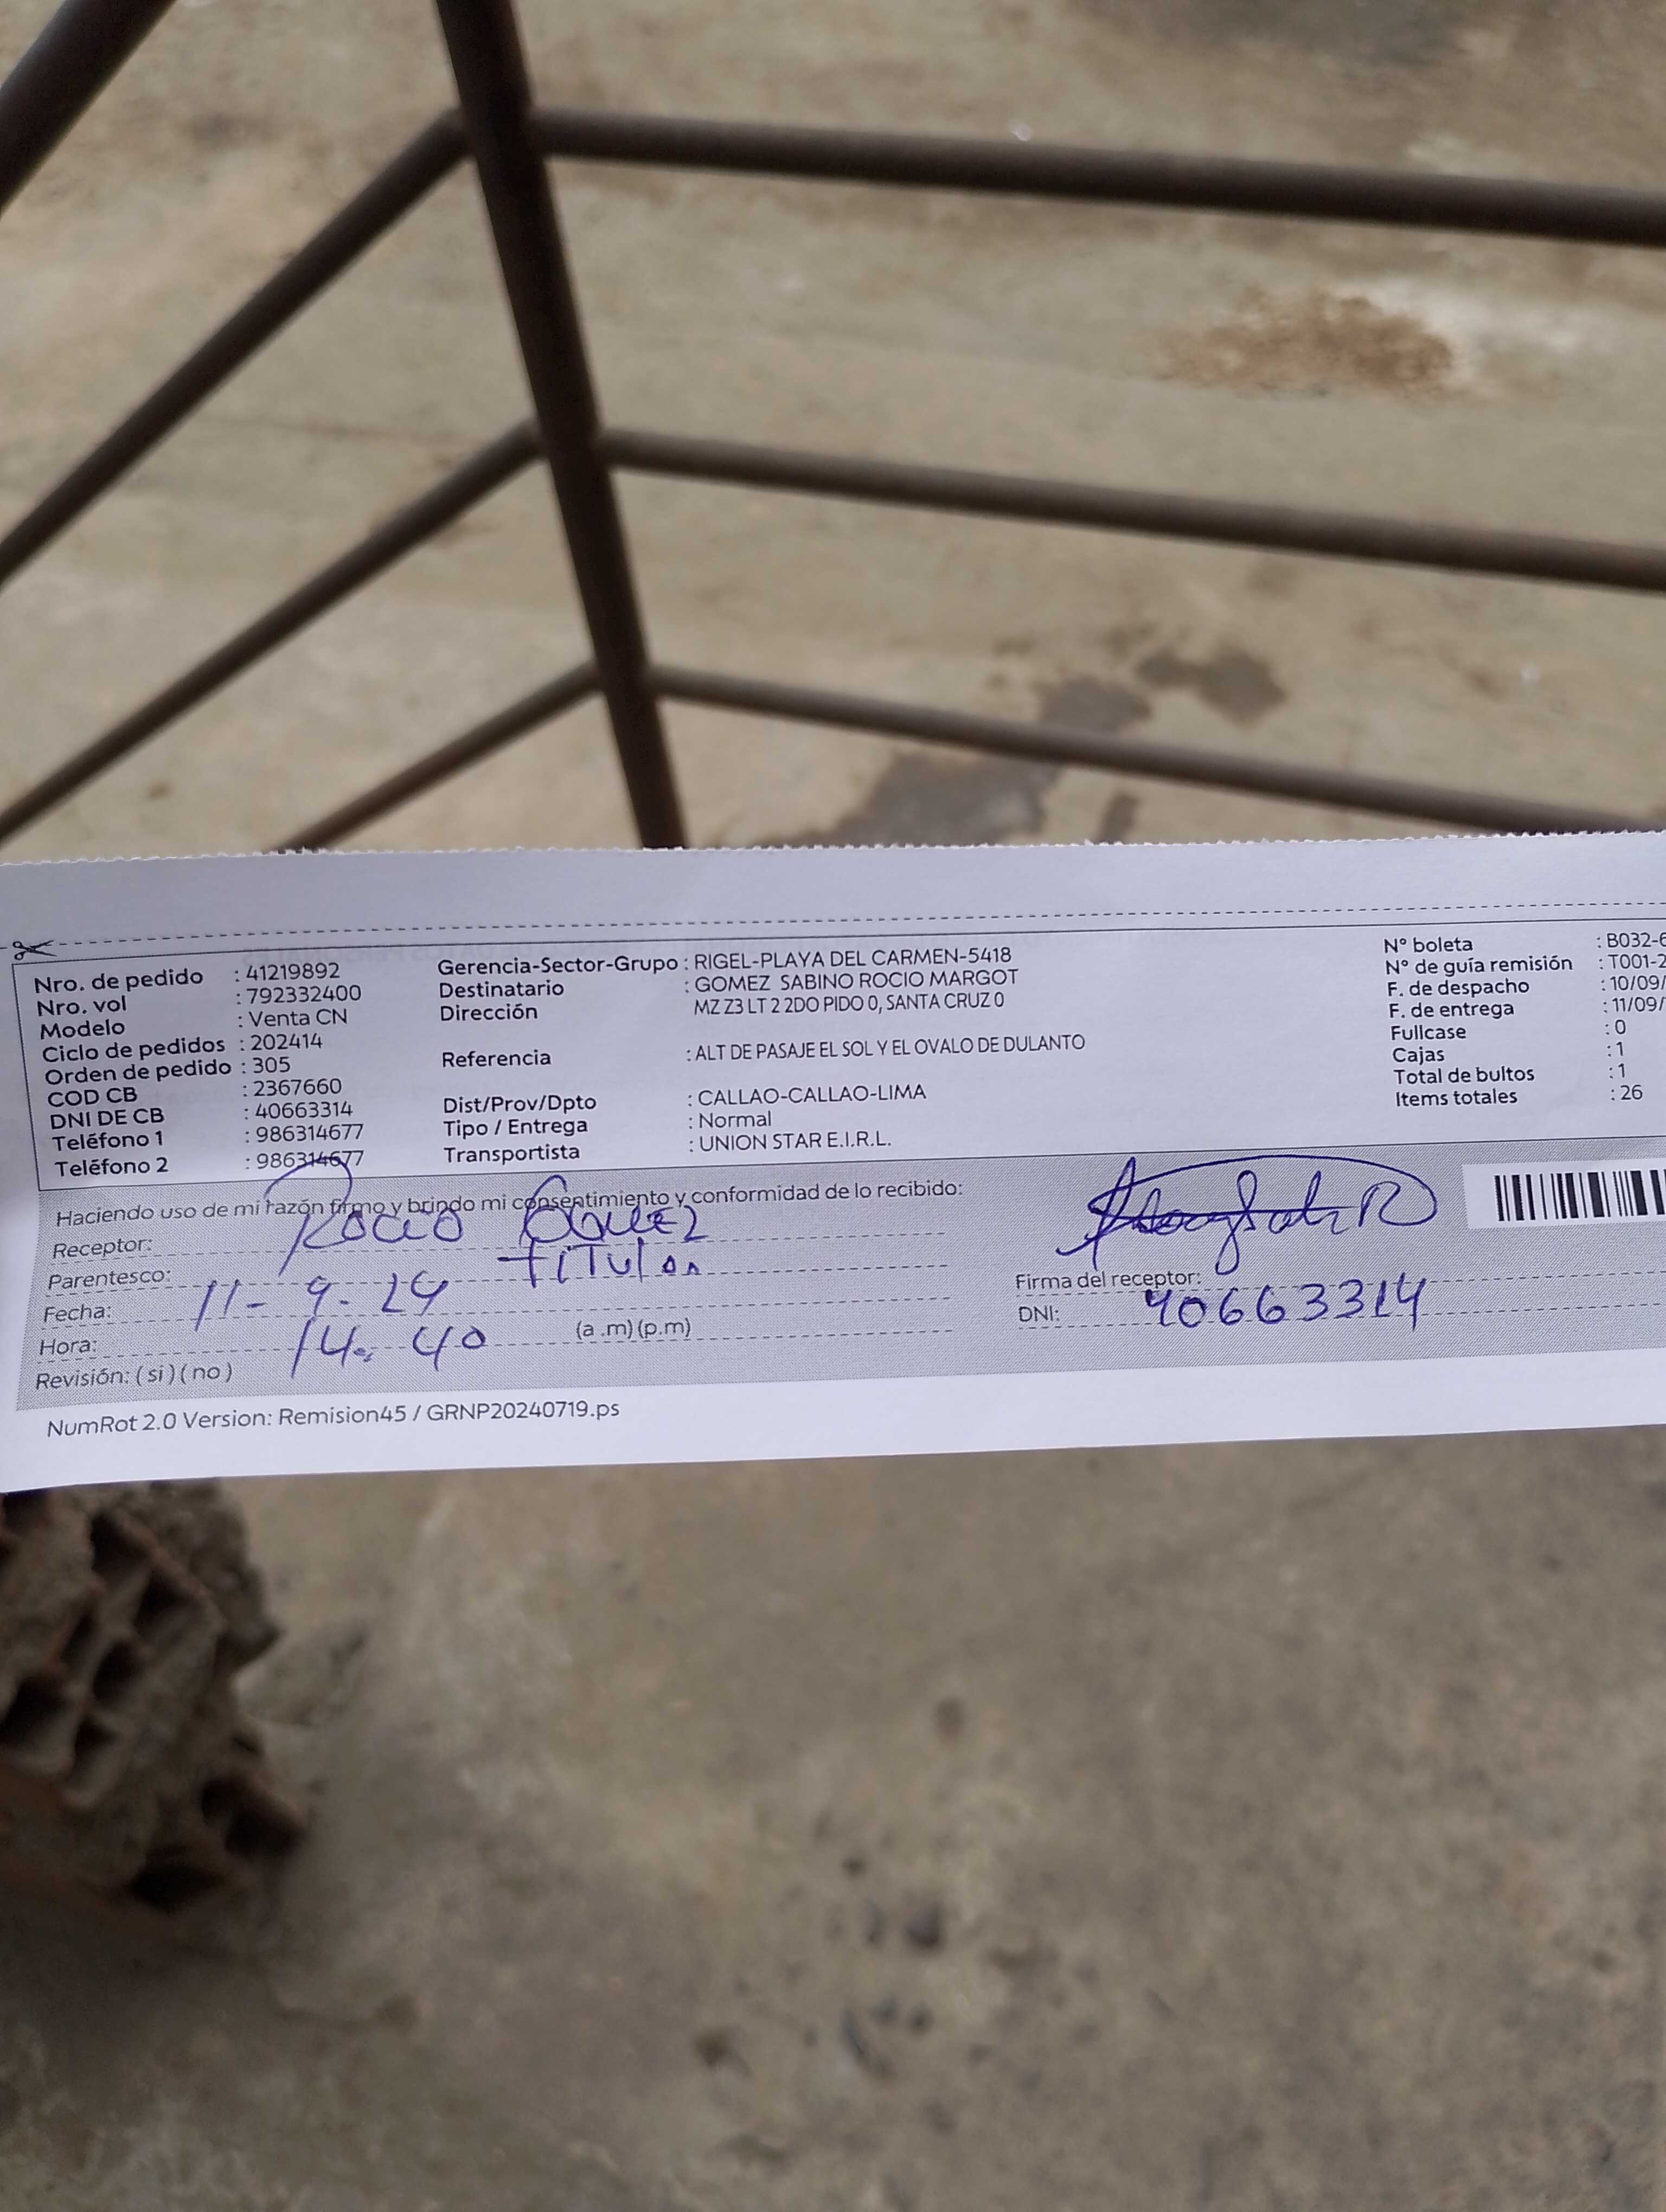 Nro. de pedido : 41219892
Nro. vol : 792332400
Modelo : Venta CN
Ciclo de pedidos : 202414
Orden de pedido : 305
COD CB : 2367660
DNI DE CB : 40663314
Teléfono 1 : 986314677
Teléfono 2 : 986314677
Gerencia-Sector-Grupo : RIGEL-PLAYA DEL CARMEN-5418
Destinatario : GOMEZ SABINO ROCIO MARGOT
Dirección MZ Z3 LT 2 2DO PIDO 0, SANTA CRUZ 0
Referencia : ALT DE PASAJE EL SOL Y EL OVALO DE DULANTO
Dist/Prov/Dpto : CALLAO-CALLAO-LIMA
Tipo / Entrega : Normal
Transportista : UNION STAR E.I.R.L.
N° boleta : B032-6
N° de guía remisión : T001-2
F. de despacho : 10/09/
F. de entrega : 11/09/
Fullcase : 0
Cajas : 1
Total de bultos : 1
Items totales : 26
Haciendo uso de mi razón firmo y brindo mi consentimiento y conformidad de lo recibido:
Receptor: Rocio Gomez
Parentesco: Titular
Fecha: 11-9-24
Hora: 14:40 (a .m) (p.m)
Revisión: ( si ) ( no )
Firma del receptor:
DNI: 40663314
NumRot 2.0 Version: Remision45 / GRNP20240719.ps